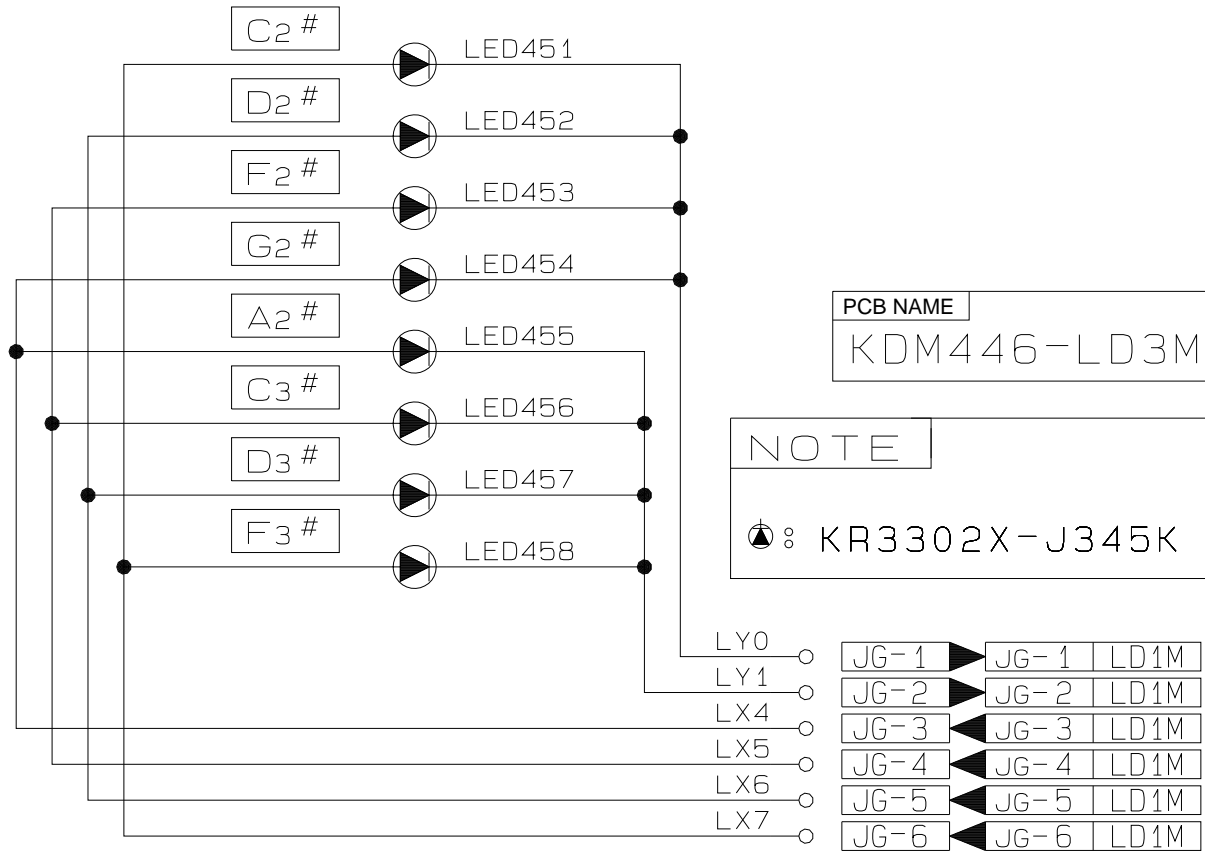 C2 #
LED451
D2 #
LED452
F2 #
LED453
G2 #
LED454
A2 #
LED455
C3 #
LED456
D3 #
LED457
F3 #
LED458
PCB NAME
KDM446-LD3M
NOTE
: KR3302X-J345K
LY0 JG-1 JG-1 LD1M
LY1 JG-2 JG-2 LD1M
LX4 JG-3 JG-3 LD1M
LX5 JG-4 JG-4 LD1M
LX6 JG-5 JG-5 LD1M
LX7 JG-6 JG-6 LD1M